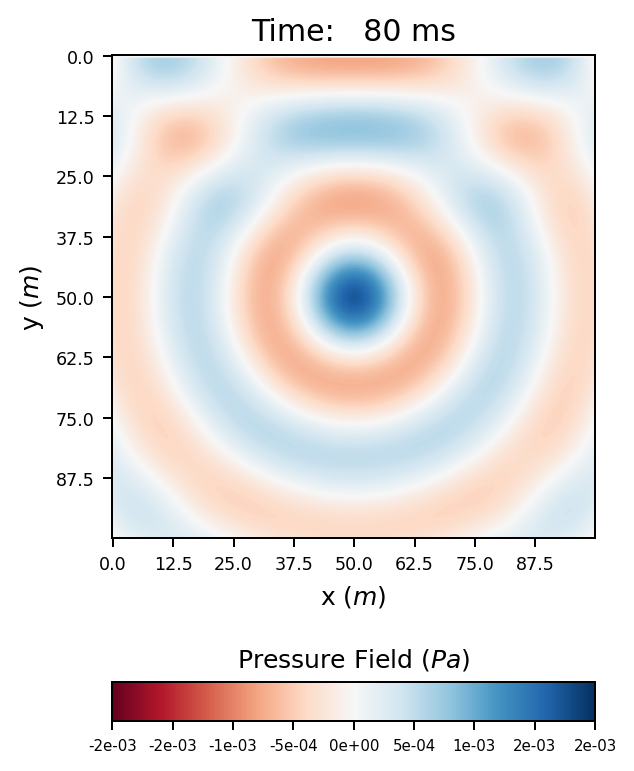 Time: 80 ms
0.0
12.5
25.0
37.5
50.0
62.5
75.0
87.5
y (m)
0.0 12.5 25.0 37.5 50.0 62.5 75.0 87.5
x (m)
Pressure Field (Pa)
-2e-03 -2e-03 -1e-03 -5e-04 0e+00 5e-04 1e-03 2e-03 2e-03